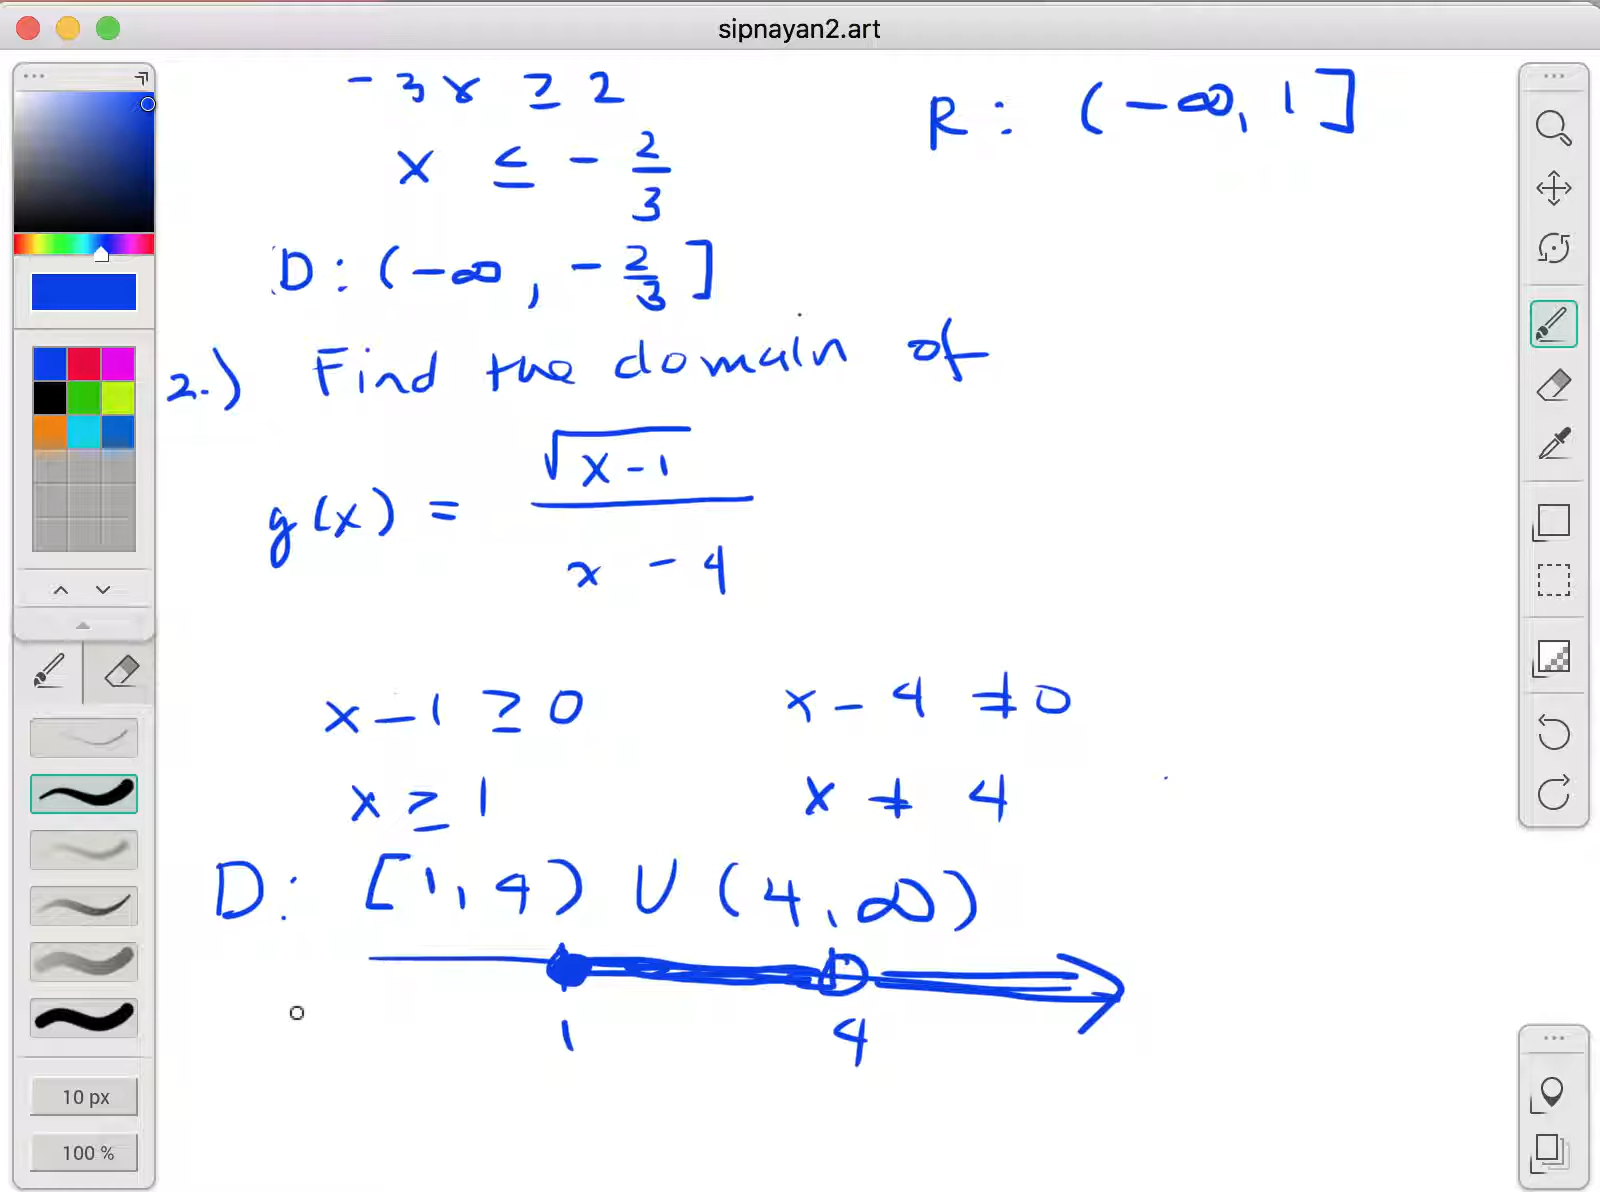 sipnayan2.art
-3x ≥ 2
R: (-∞, 1]
x ≤ -2/3
D: (-∞, -2/3]
2.) Find the domain of
g(x) = √(x-1) / (x - 4)
x - 1 ≥ 0
x - 4 ≠ 0
x ≥ 1
x ≠ 4
D: [1, 4) ∪ (4, ∞)
1
4
10 px
100 %